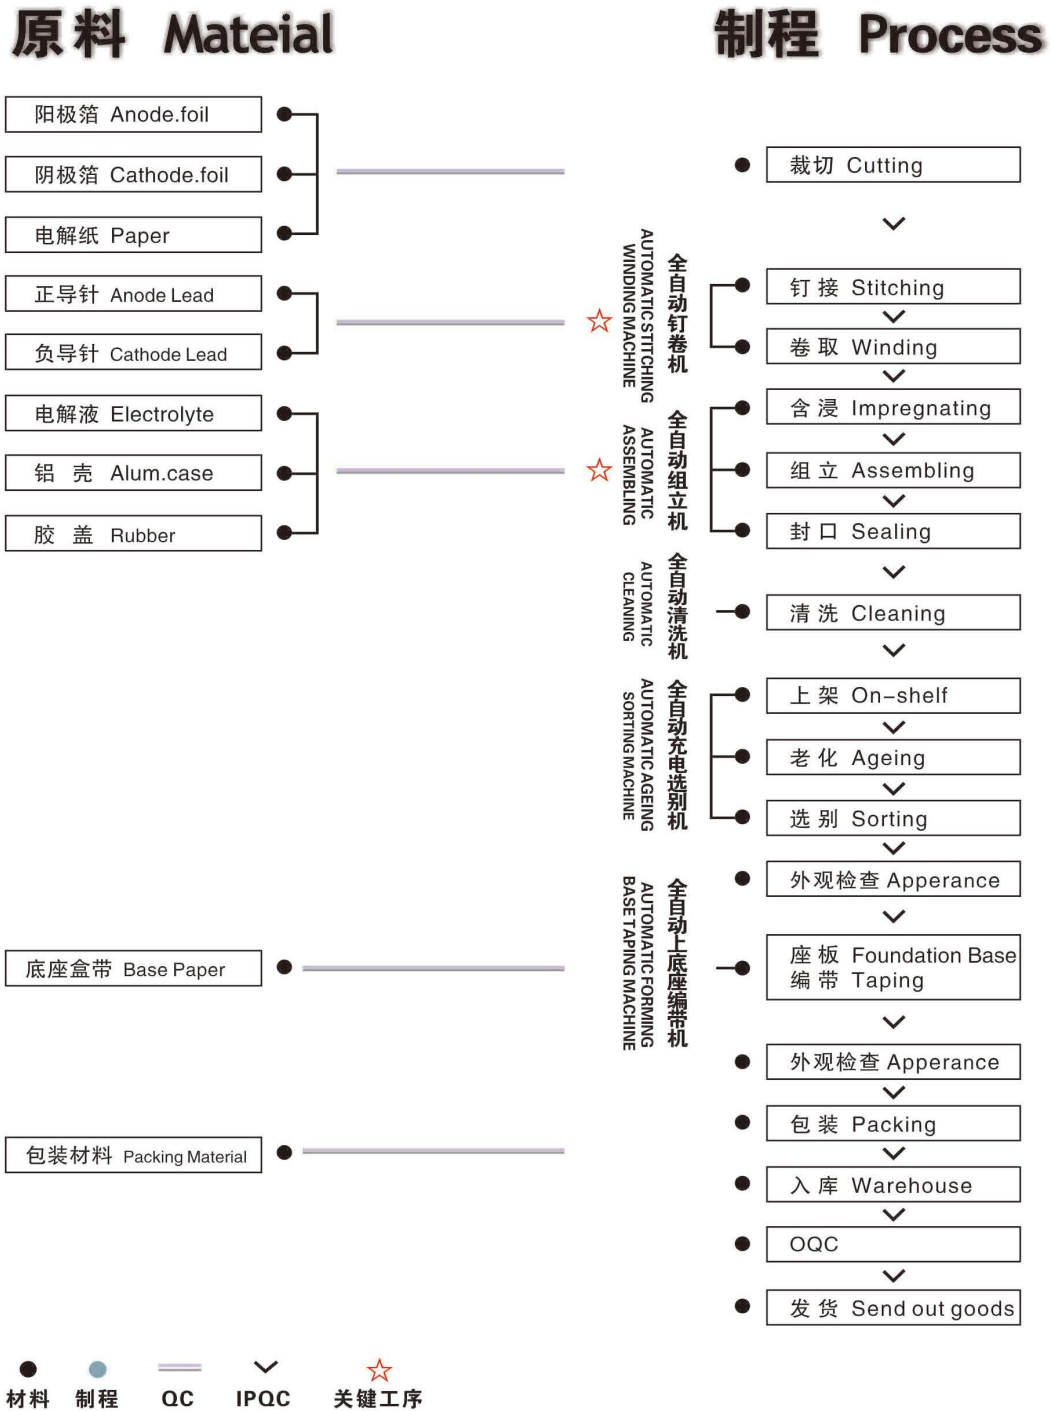 原料 Mateial
制程 Process
阳极箔 Anode.foil
阴极箔 Cathode.foil
电解纸 Paper
正导针 Anode Lead
负导针 Cathode Lead
电解液 Electrolyte
铝 壳 Alum.case
胶 盖 Rubber
底座盒带 Base Paper
包装材料 Packing Material
全自动钉卷机
AUTOMATIC STITCHING
WINDING MACHINE
全自动组立机
AUTOMATIC
ASSEMBLING
全自动清洗机
AUTOMATIC
CLEANING
全自动充电选别机
AUTOMATIC AGEING
SORTING MACHINE
全自动上底座编带机
AUTOMATIC FORMING
BASE TAPING MACHINE
裁切 Cutting
钉接 Stitching
卷取 Winding
含浸 Impregnating
组立 Assembling
封口 Sealing
清洗 Cleaning
上架 On-shelf
老化 Ageing
选别 Sorting
外观检查 Apperance
座板 Foundation Base
编带 Taping
外观检查 Apperance
包装 Packing
入库 Warehouse
OQC
发货 Send out goods
材料 制程 QC IPQC 关键工序